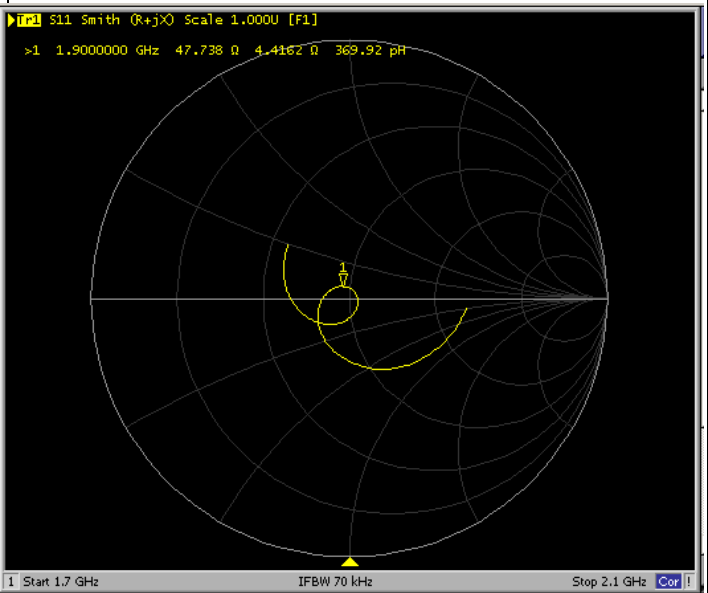 Tr1 S11 Smith (R+jX) Scale 1.000U [F1]
>1 1.9000000 GHz 47.738 Ω 4.4162 Ω 369.92 pH
1
1 Start 1.7 GHz IFBW 70 kHz Stop 2.1 GHz Cor !